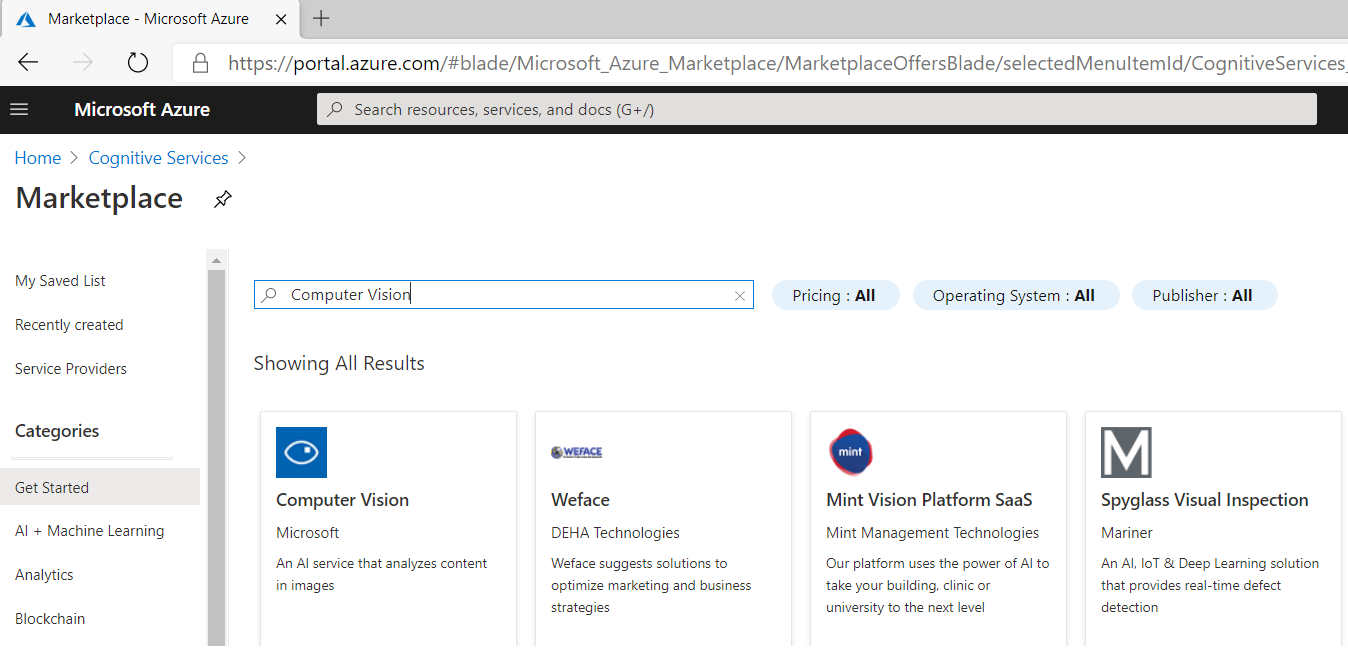 Marketplace - Microsoft Azure
https://portal.azure.com/#blade/Microsoft_Azure_Marketplace/MarketplaceOffersBlade/selectedMenuItemId/CognitiveServices_
Microsoft Azure
Search resources, services, and docs (G+/)
Home > Cognitive Services >
Marketplace
My Saved List
Recently created
Service Providers
Categories
Get Started
AI + Machine Learning
Analytics
Blockchain
Computer Vision
Pricing : All
Operating System : All
Publisher : All
Showing All Results
Computer Vision
Microsoft
An AI service that analyzes content
in images
WEFACE
Weface
DEHA Technologies
Weface suggests solutions to
optimize marketing and business
strategies
mint
Mint Vision Platform SaaS
Mint Management Technologies
Our platform uses the power of AI to
take your building, clinic or
university to the next level
M
Spyglass Visual Inspection
Mariner
An AI, IoT & Deep Learning solution
that provides real-time defect
detection